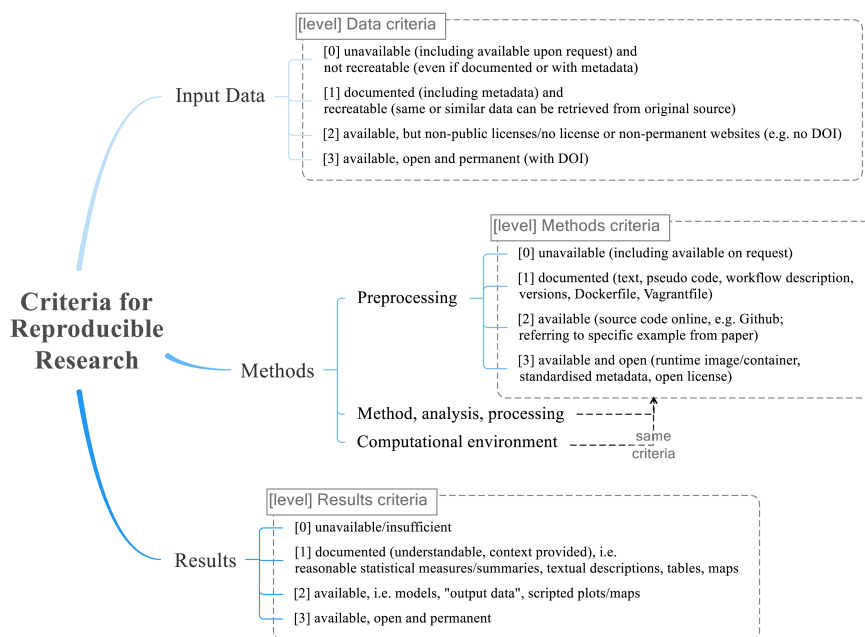 [level] Data criteria
[0] unavailable (including available upon request) and
not recreatable (even if documented or with metadata)
Input Data
[1] documented (including metadata) and
recreatable (same or similar data can be retrieved from original source)
[2] available, but non-public licenses/no license or non-permanent websites (e.g. no DOI)
[3] available, open and permanent (with DOI)
Criteria for
Reproducible
Research
Methods
[level] Methods criteria
Preprocessing
[0] unavailable (including available on request)
[1] documented (text, pseudo code, workflow description,
versions, Dockerfile, Vagrantfile)
[2] available (source code online, e.g. Github;
referring to specific example from paper)
[3] available and open (runtime image/container,
standardised metadata, open license)
Method, analysis, processing
Computational environment
same
criteria
[level] Results criteria
Results
[0] unavailable/insufficient
[1] documented (understandable, context provided), i.e.
reasonable statistical measures/summaries, textual descriptions, tables, maps
[2] available, i.e. models, "output data", scripted plots/maps
[3] available, open and permanent